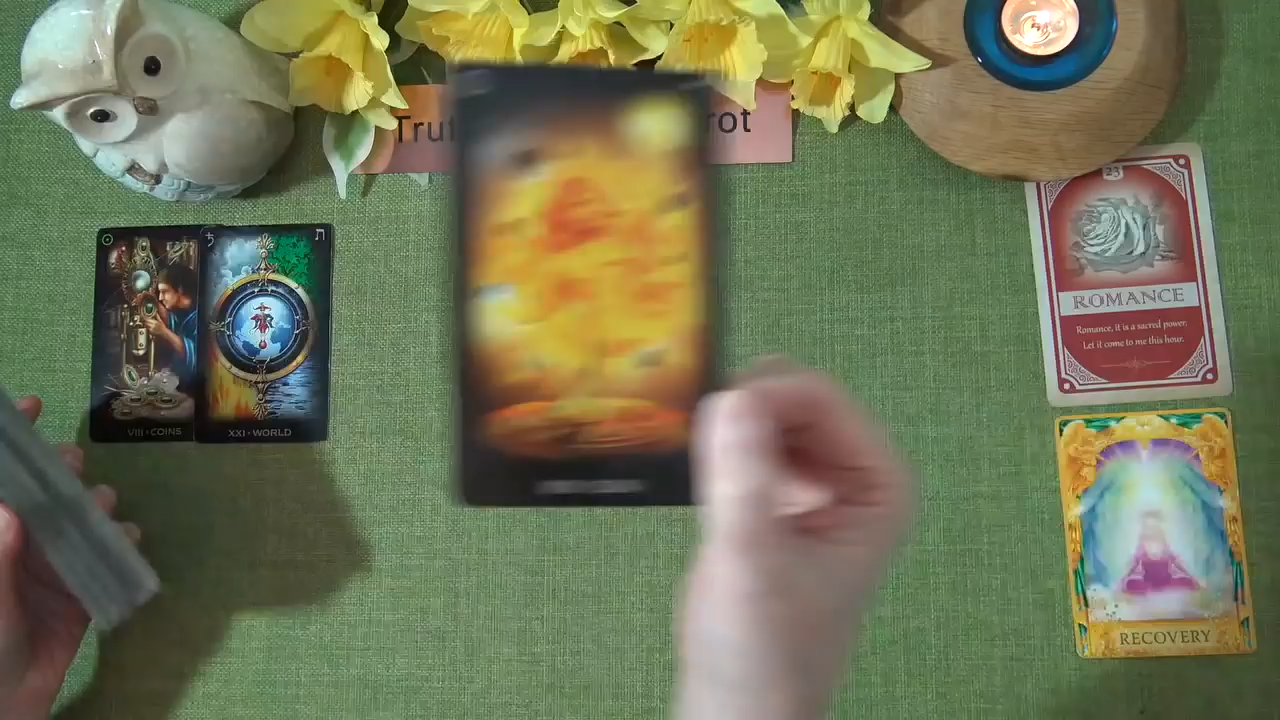 Tru
rot
ת
VIII • COINS
XXI • WORLD
23
ROMANCE
Romance, it is a sacred power.
Let it come to me this hour.
RECOVERY